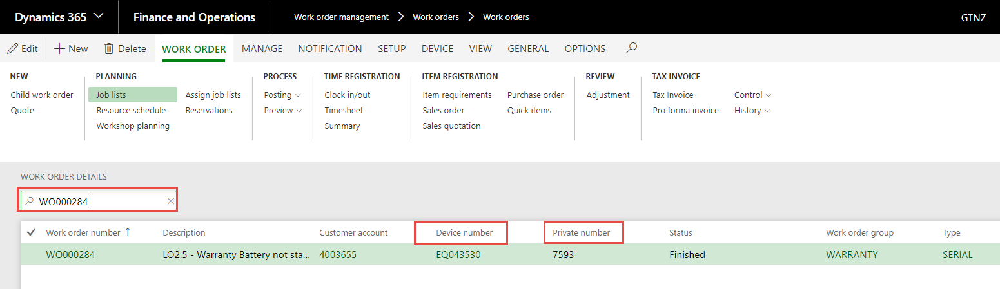 Dynamics 365 Finance and Operations Work order management Work orders Work orders GTNZ
Edit New Delete WORK ORDER MANAGE NOTIFICATION SETUP DEVICE VIEW GENERAL OPTIONS
NEW PLANNING PROCESS TIME REGISTRATION ITEM REGISTRATION REVIEW TAX INVOICE
Child work order Job lists Assign job lists Posting Clock in/out Item requirements Purchase order Adjustment Tax Invoice Control
Quote Resource schedule Reservations Preview Timesheet Sales order Quick items Pro forma invoice History
Workshop planning Summary Sales quotation
WORK ORDER DETAILS
WO000284
Work order number Description Customer account Device number Private number Status Work order group Type
WO000284 LO2.5 - Warranty Battery not sta... 4003655 EQ043530 7593 Finished WARRANTY SERIAL